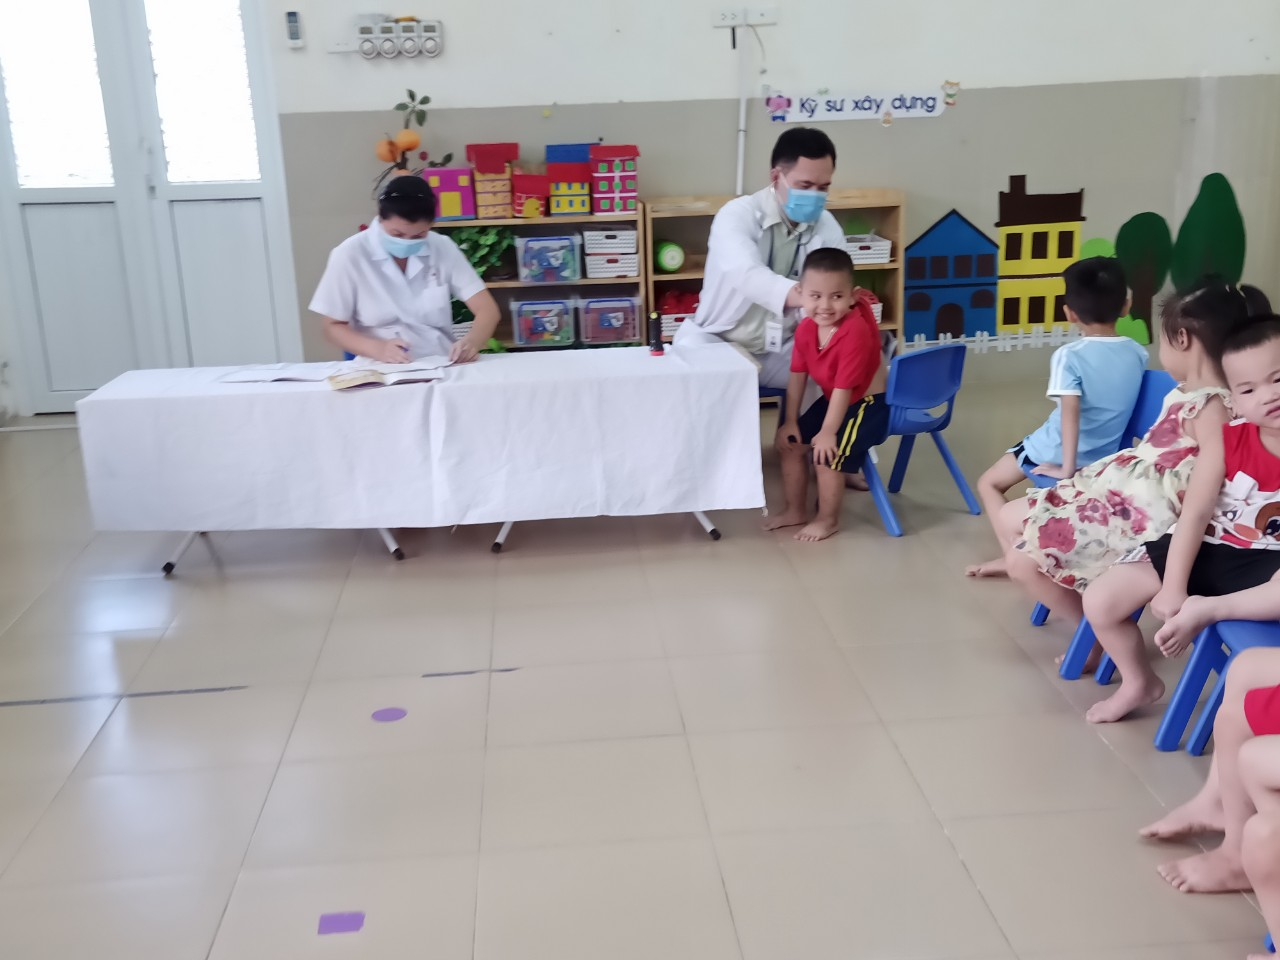 Kỹ sư xây dựng